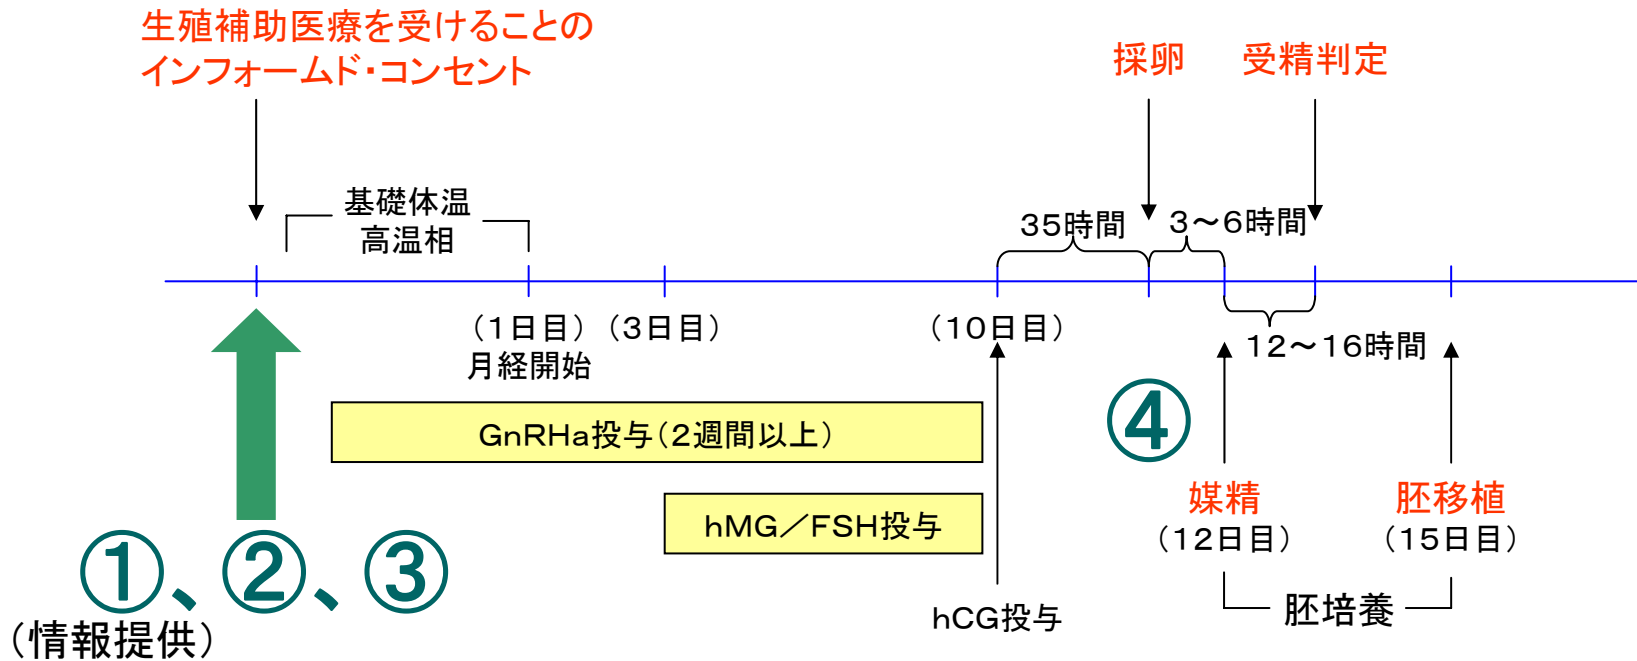 生殖補助医療を受けることの
インフォームド・コンセント
採卵
受精判定
基礎体温
高温相
35時間
3～6時間
（1日目）
（3日目）
（10日目）
月経開始
12～16時間
GnRHa投与（2週間以上）
④
hMG／FSH投与
媒精
（12日目）
胚移植
（15日目）
①、②、③
（情報提供）
hCG投与
胚培養